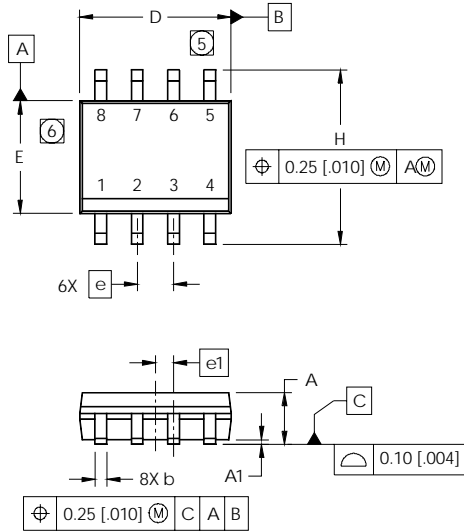 D
B
5
A
8 7 6 5
6
E
H
⌖ 0.25 [.010] Ⓜ AⓂ
1 2 3 4
6X e
e1
A
C
8X b
A1
⌓ 0.10 [.004]
⌖ 0.25 [.010] Ⓜ C A B